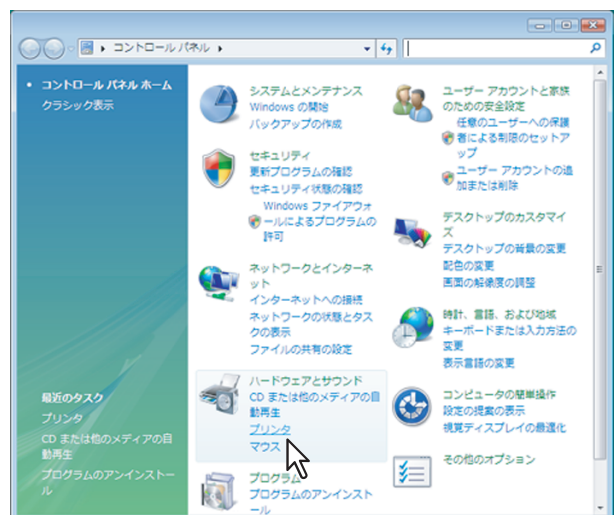 コントロール パネル
コントロール パネル ホーム
クラシック表示
最近のタスク
プリンタ
CD または他のメディアの自
動再生
プログラムのアンインストー
ル
システムとメンテナンス
Windows の開始
バックアップの作成
セキュリティ
更新プログラムの確認
セキュリティ状態の確認
Windows ファイアウォ
ールによるプログラムの
許可
ネットワークとインターネ
ット
インターネットへの接続
ネットワークの状態とタス
クの表示
ファイルの共有の設定
ハードウェアとサウンド
CD または他のメディアの自
動再生
プリンタ
マウス
プログラム
プログラムのアンインスト
ール
ユーザー アカウントと家族
のための安全設定
任意のユーザーへの保護
者による制限のセットア
ップ
ユーザー アカウントの追
加または削除
デスクトップのカスタマイ
ズ
デスクトップの背景の変更
配色の変更
画面の解像度の調整
時計、言語、および地域
キーボードまたは入力方法の
変更
表示言語の変更
コンピュータの簡単操作
設定の提案の表示
視覚ディスプレイの最適化
その他のオプション